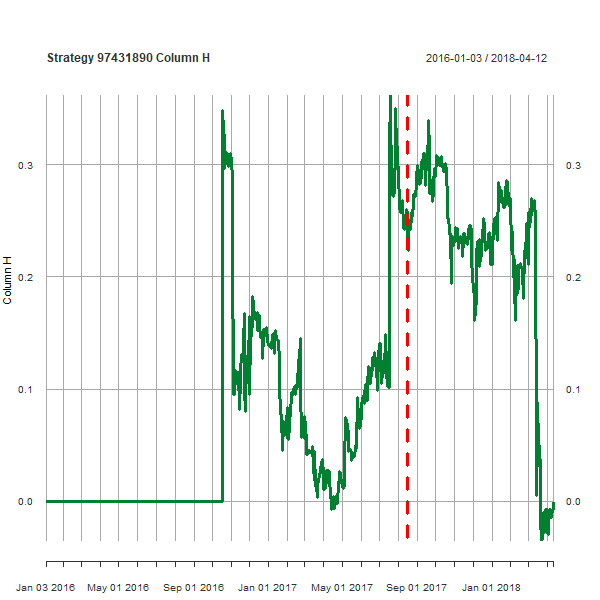 Strategy 97431890 Column H 2016-01-03 / 2018-04-12
0.3 0.3
0.2 0.2
Column H
0.1 0.1
0.0 0.0
Jan 03 2016 May 01 2016 Sep 01 2016 Jan 01 2017 May 01 2017 Sep 01 2017 Jan 01 2018